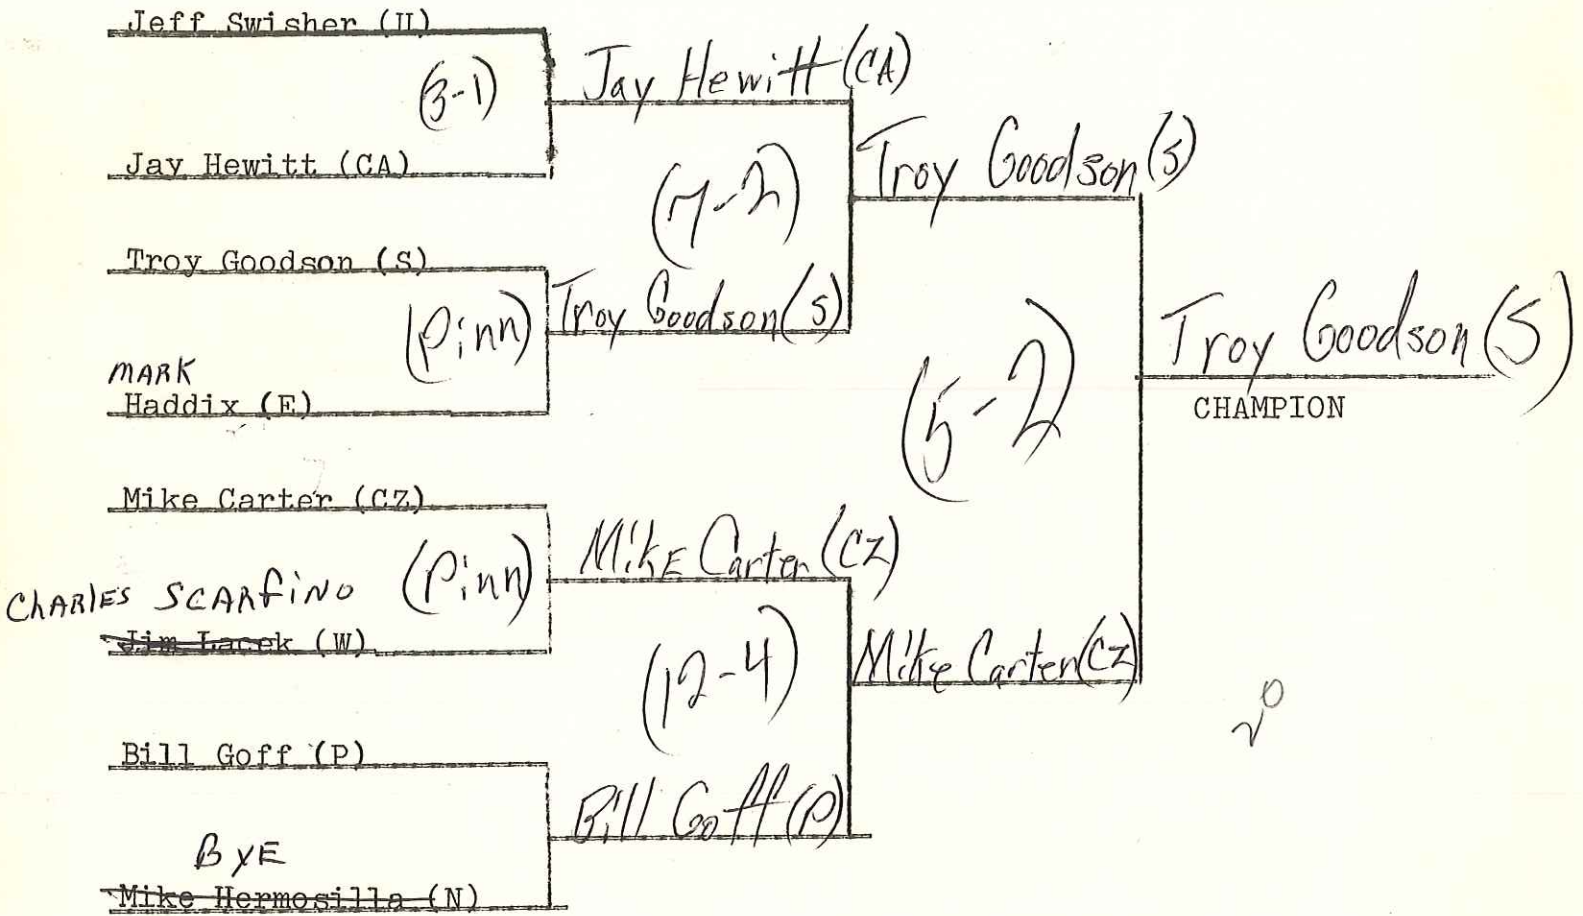 Jeff Swisher (U)
Jay Hewitt (CA)
(3-1)
Jay Hewitt (CA)
Troy Goodson (S)
(7-2)
Troy Goodson (S)
(Pinn)
Troy Goodson (S)
MARK
Haddix (E)
Troy Goodson (S)
CHAMPION
(5-2)
Mike Carter (CZ)
Mike Carter (CZ)
CHARLES SCARFINO
(Pinn)
Jim Lacek (W)
(12-4)
Mike Carter (CZ)
Bill Goff (P)
Bill Goff (P)
BYE
Mike Hermosilla (N)